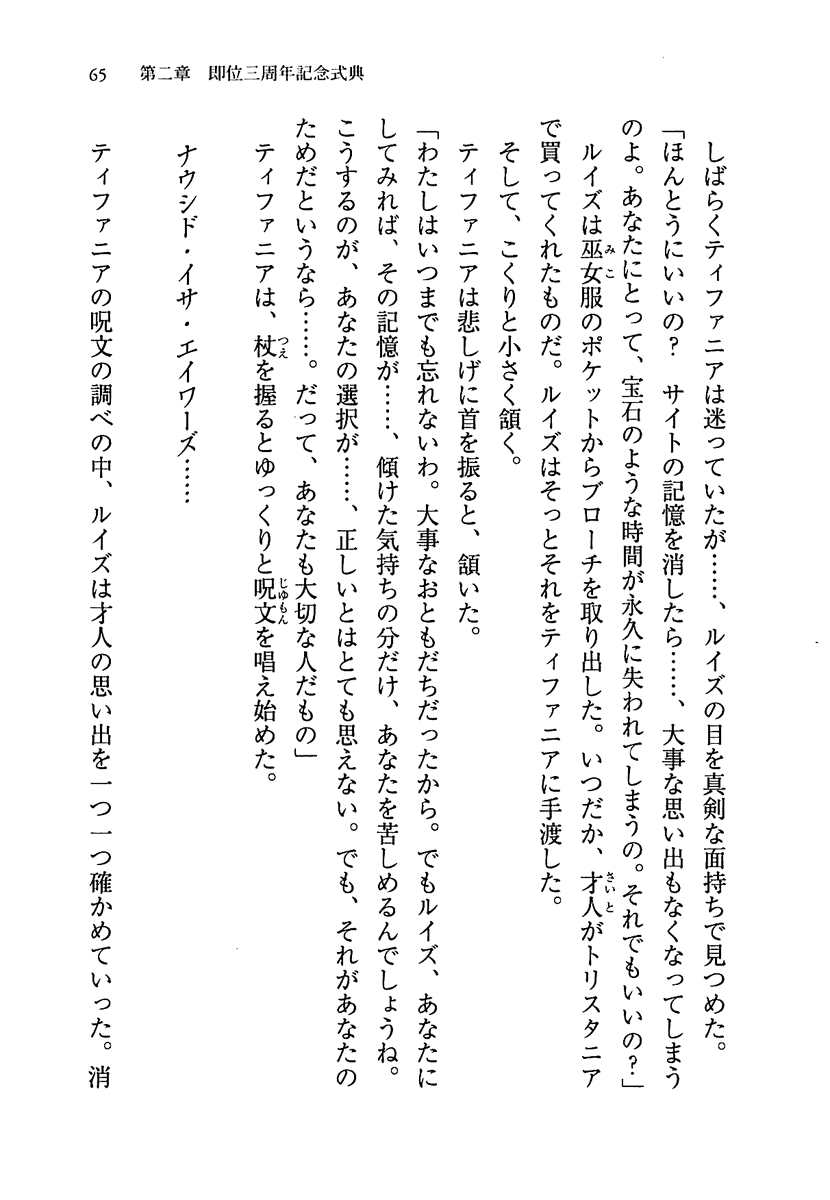 65　第二章　即位三周年記念式典
　しばらくティファニアは迷っていたが……、ルイズの目を真剣な面持ちで見つめた。
「ほんとうにいいの？　サイトの記憶を消したら……、大事な思い出もなくなってしまう
のよ。あなたにとって、宝石のような時間が永久に失われてしまうの。それでもいいの？」
　ルイズは巫女服のポケットからブローチを取り出した。いつだか、才人がトリスタニア
で買ってくれたものだ。ルイズはそっとそれをティファニアに手渡した。
　そして、こくりと小さく頷く。
　ティファニアは悲しげに首を振ると、頷いた。
「わたしはいつまでも忘れないわ。大事なおともだちだったから。でもルイズ、あなたに
してみれば、その記憶が……、傾けた気持ちの分だけ、あなたを苦しめるんでしょうね。
こうするのが、あなたの選択が……、正しいとはとても思えない。でも、それがあなたの
ためだというなら……。だって、あなたも大切な人だもの」
　ティファニアは、杖を握るとゆっくりと呪文を唱え始めた。
　ナウシド・イサ・エイワーズ……
　ティファニアの呪文の調べの中、ルイズは才人の思い出を一つ一つ確かめていった。消